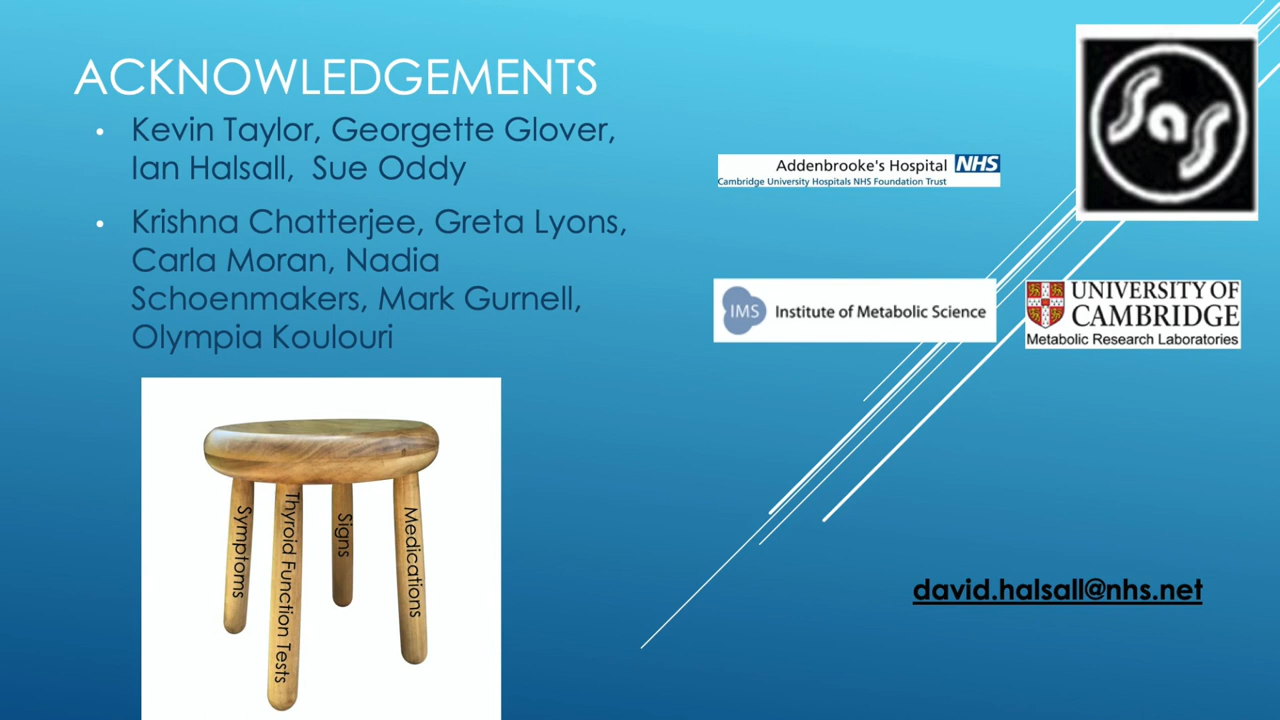 ACKNOWLEDGEMENTS
• Kevin Taylor, Georgette Glover,
Ian Halsall, Sue Oddy
• Krishna Chatterjee, Greta Lyons,
Carla Moran, Nadia
Schoenmakers, Mark Gurnell,
Olympia Koulouri
Symptoms
Thyroid Function Tests
Signs
Medications
Addenbrooke's Hospital NHS
Cambridge University Hospitals NHS Foundation Trust
SaS
IMS Institute of Metabolic Science
UNIVERSITY OF
CAMBRIDGE
Metabolic Research Laboratories
david.halsall@nhs.net